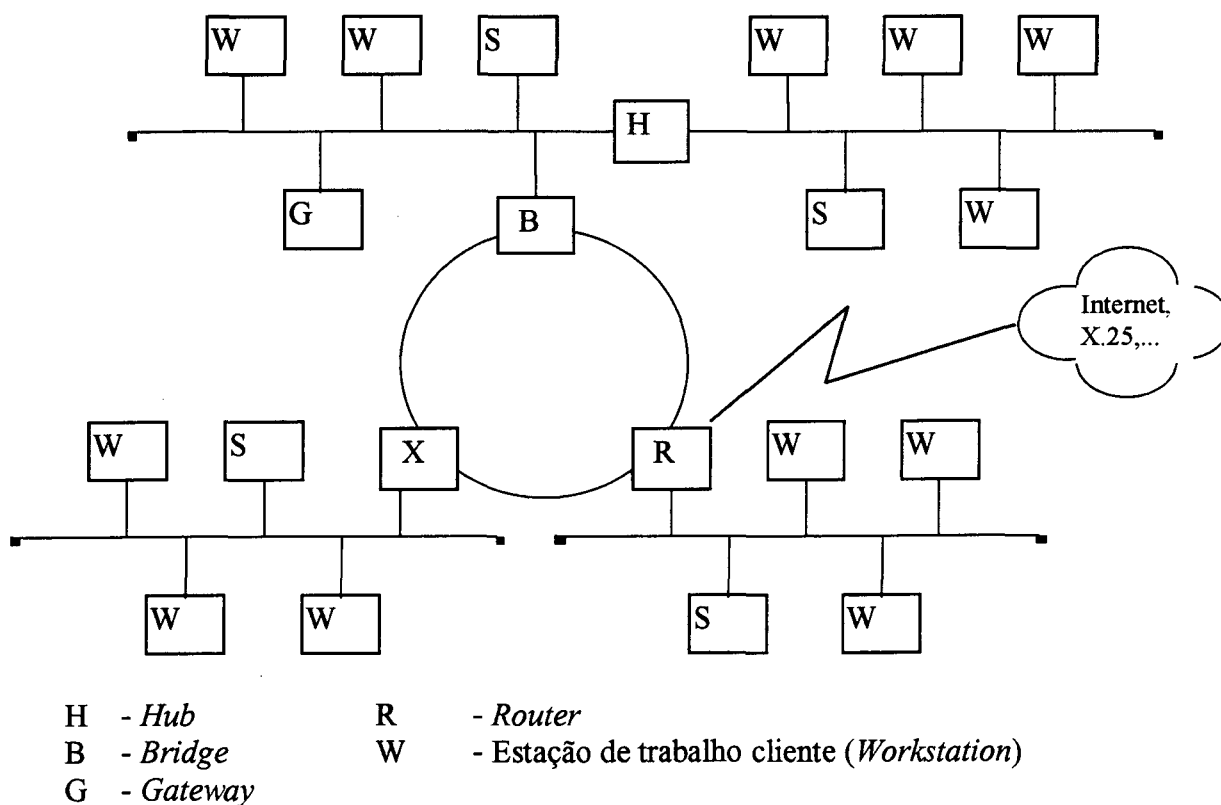 W W S W W W
H
G B S W
Internet,
X.25,...
W S X R W W
W W S W
H - Hub R - Router
B - Bridge W - Estação de trabalho cliente (Workstation)
G - Gateway